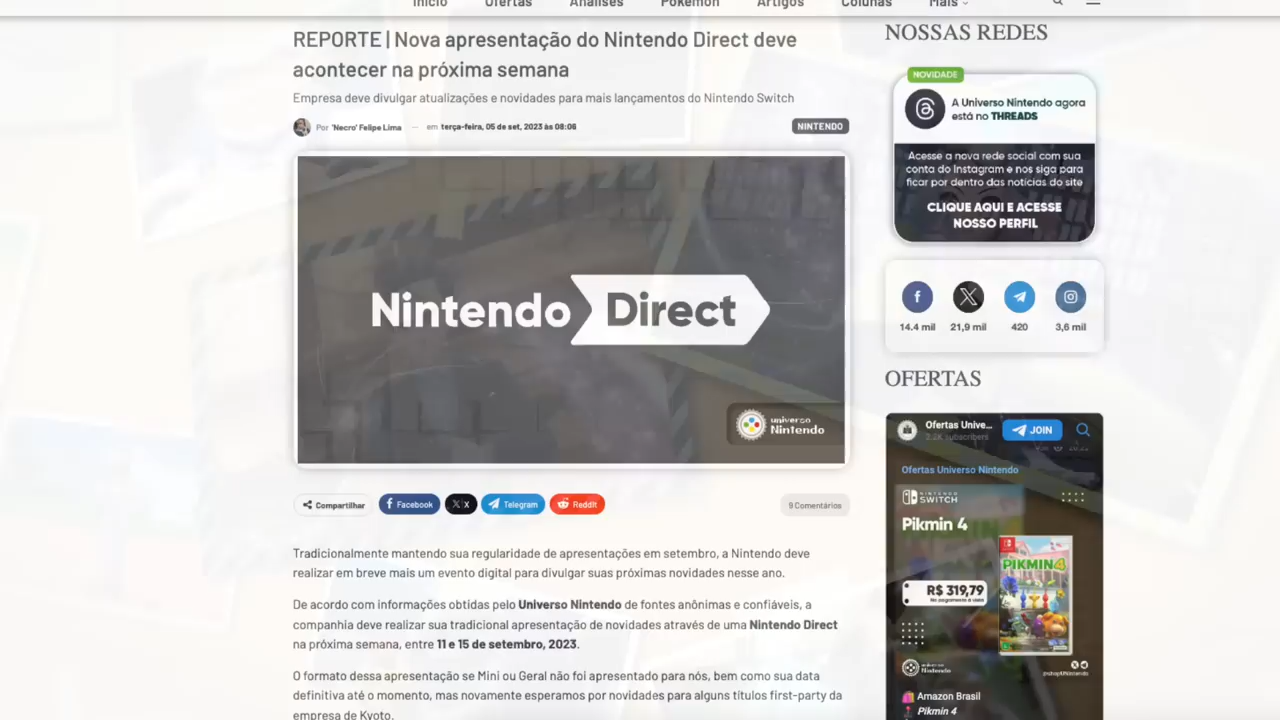 Início Ofertas Análises Pokémon Artigos Colunas Mais
REPORTE | Nova apresentação do Nintendo Direct deve
acontecer na próxima semana
Empresa deve divulgar atualizações e novidades para mais lançamentos do Nintendo Switch
Por 'Necro' Felipe Lima — em terça-feira, 05 de set, 2023 às 08:06
NINTENDO
Nintendo Direct
universo
Nintendo
Compartilhar Facebook X Telegram Reddit 9 Comentários
Tradicionalmente mantendo sua regularidade de apresentações em setembro, a Nintendo deve
realizar em breve mais um evento digital para divulgar suas próximas novidades nesse ano.
De acordo com informações obtidas pelo Universo Nintendo de fontes anônimas e confiáveis, a
companhia deve realizar sua tradicional apresentação de novidades através de uma Nintendo Direct
na próxima semana, entre 11 e 15 de setembro, 2023.
O formato dessa apresentação se Mini ou Geral não foi apresentado para nós, bem como sua data
definitiva até o momento, mas novamente esperamos por novidades para alguns títulos first-party da
empresa de Kyoto.
NOSSAS REDES
NOVIDADE
A Universo Nintendo agora
está no THREADS
Acesse a nova rede social com sua
conta do Instagram e nos siga para
ficar por dentro das notícias do site
CLIQUE AQUI E ACESSE
NOSSO PERFIL
14.4 mil 21,9 mil 420 3,6 mil
OFERTAS
Ofertas Unive... JOIN
2.2K subscribers
Ofertas Universo Nintendo
NINTENDO
SWITCH
Pikmin 4
PIKMIN 4
R$ 319,79
No pagamento à vista
universo
Nintendo
Amazon Brasil
Pikmin 4